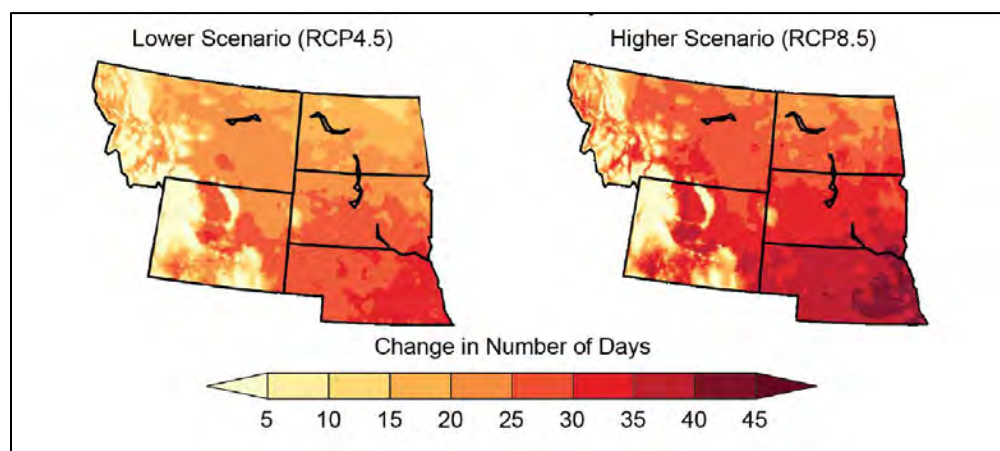 Lower Scenario (RCP4.5) Higher Scenario (RCP8.5)
Change in Number of Days
5 10 15 20 25 30 35 40 45